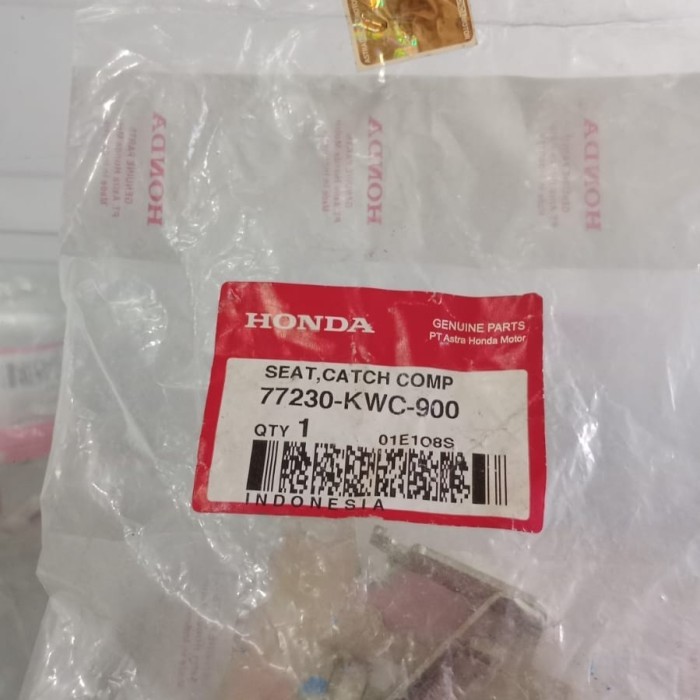 HONDA
HONDA
HONDA
HONDA
GENUINE PARTS
PT Astra Honda Motor
SEAT,CATCH COMP
77230-KWC-900
QTY 1
01E1O8S
INDONESIA